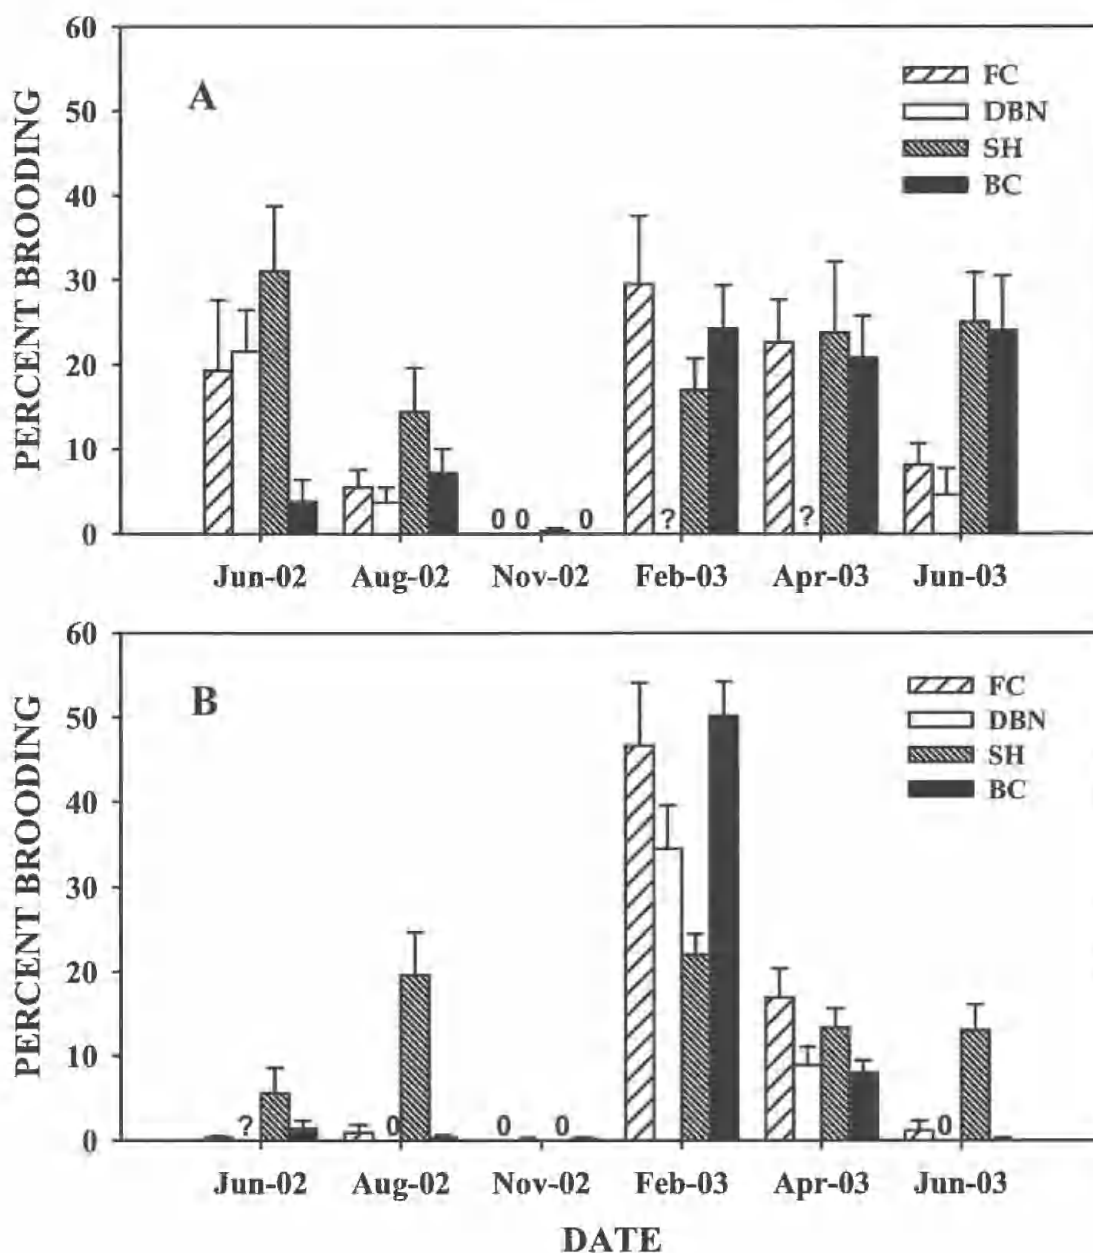 60
50
40
30
20
10
0
PERCENT BROODING
A
FC
DBN
SH
BC
0 0 0 ? ?
Jun-02 Aug-02 Nov-02 Feb-03 Apr-03 Jun-03
60
50
40
30
20
10
0
PERCENT BROODING
B
FC
DBN
SH
BC
? 0 0 0 0
Jun-02 Aug-02 Nov-02 Feb-03 Apr-03 Jun-03
DATE